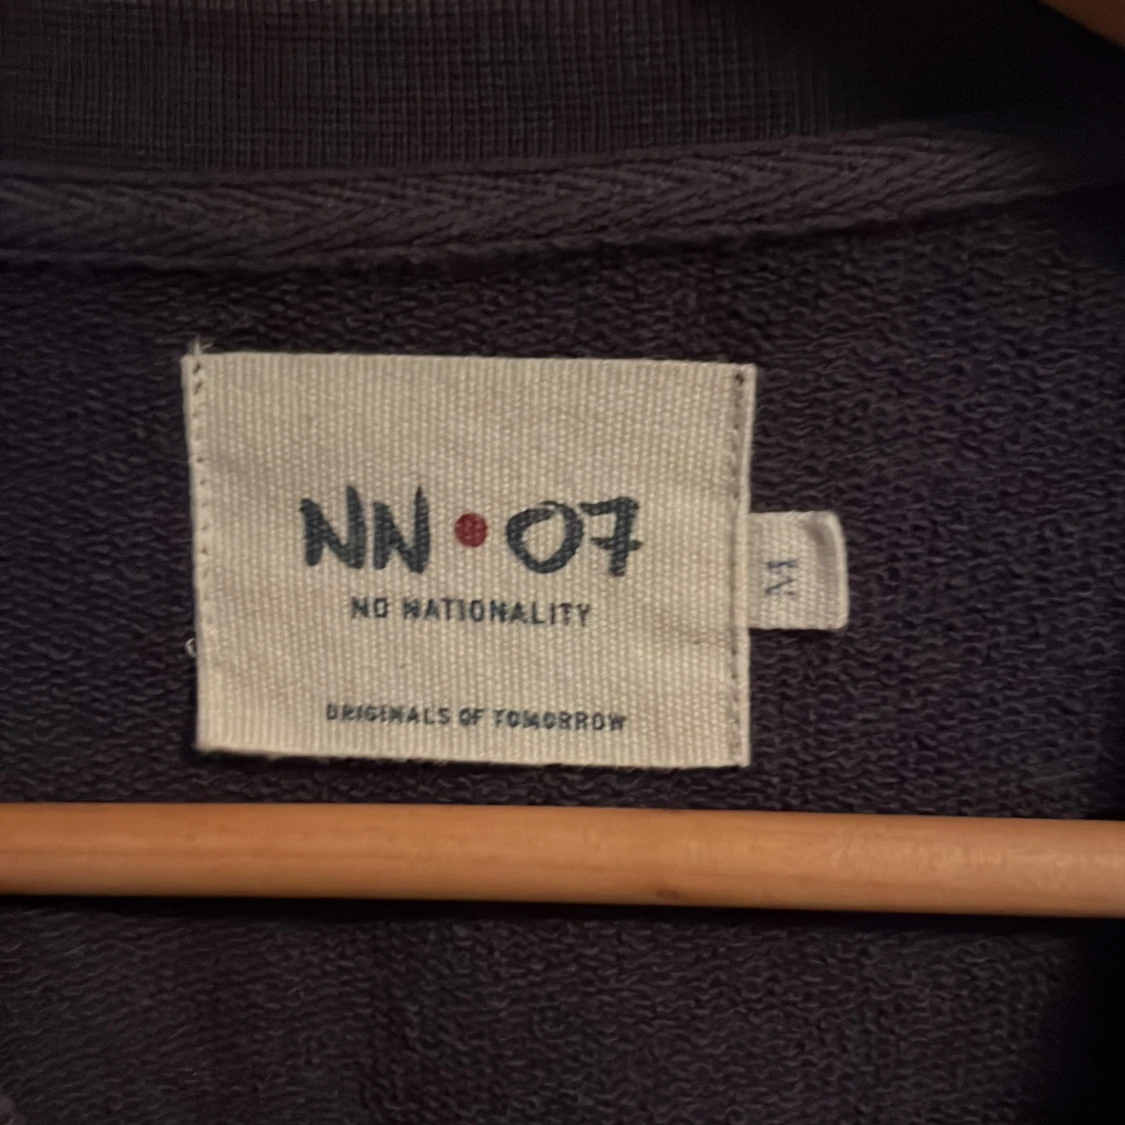 NN • 07
NO NATIONALITY
ORIGINALS OF TOMORROW
M